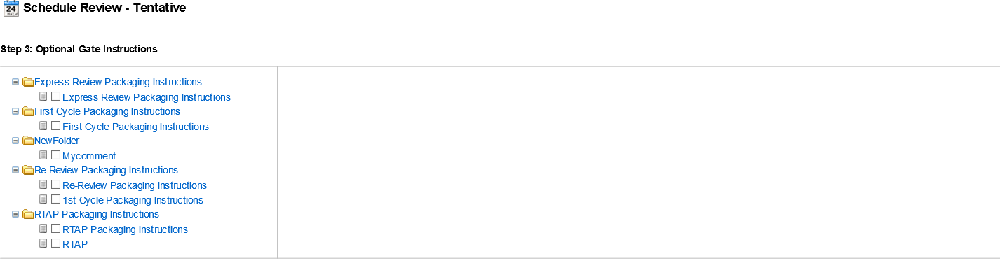 24
Schedule Review - Tentative
Step 3: Optional Gate Instructions
Express Review Packaging Instructions
Express Review Packaging Instructions
First Cycle Packaging Instructions
First Cycle Packaging Instructions
NewFolder
Mycomment
Re-Review Packaging Instructions
Re-Review Packaging Instructions
1st Cycle Packaging Instructions
RTAP Packaging Instructions
RTAP Packaging Instructions
RTAP